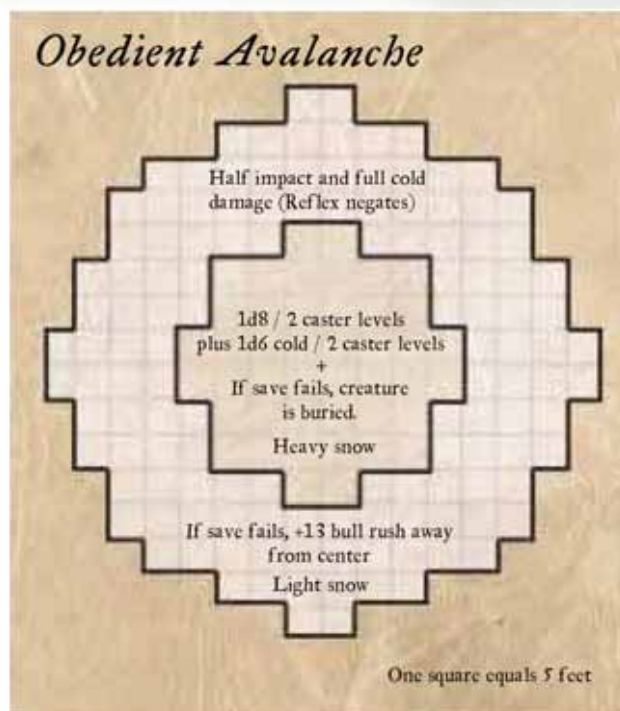 Obedient Avalanche
Half impact and full cold
damage (Reflex negates)
1d8 / 2 caster levels
plus 1d6 cold / 2 caster levels
+
If save fails, creature
is buried.
Heavy snow
If save fails, +13 bull rush away
from center
Light snow
One square equals 5 feet